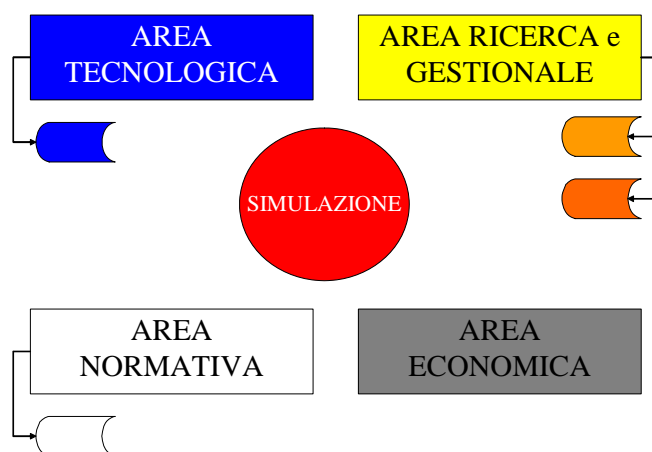 AREA
TECNOLOGICA
AREA RICERCA e
GESTIONALE
SIMULAZIONE
AREA
NORMATIVA
AREA
ECONOMICA